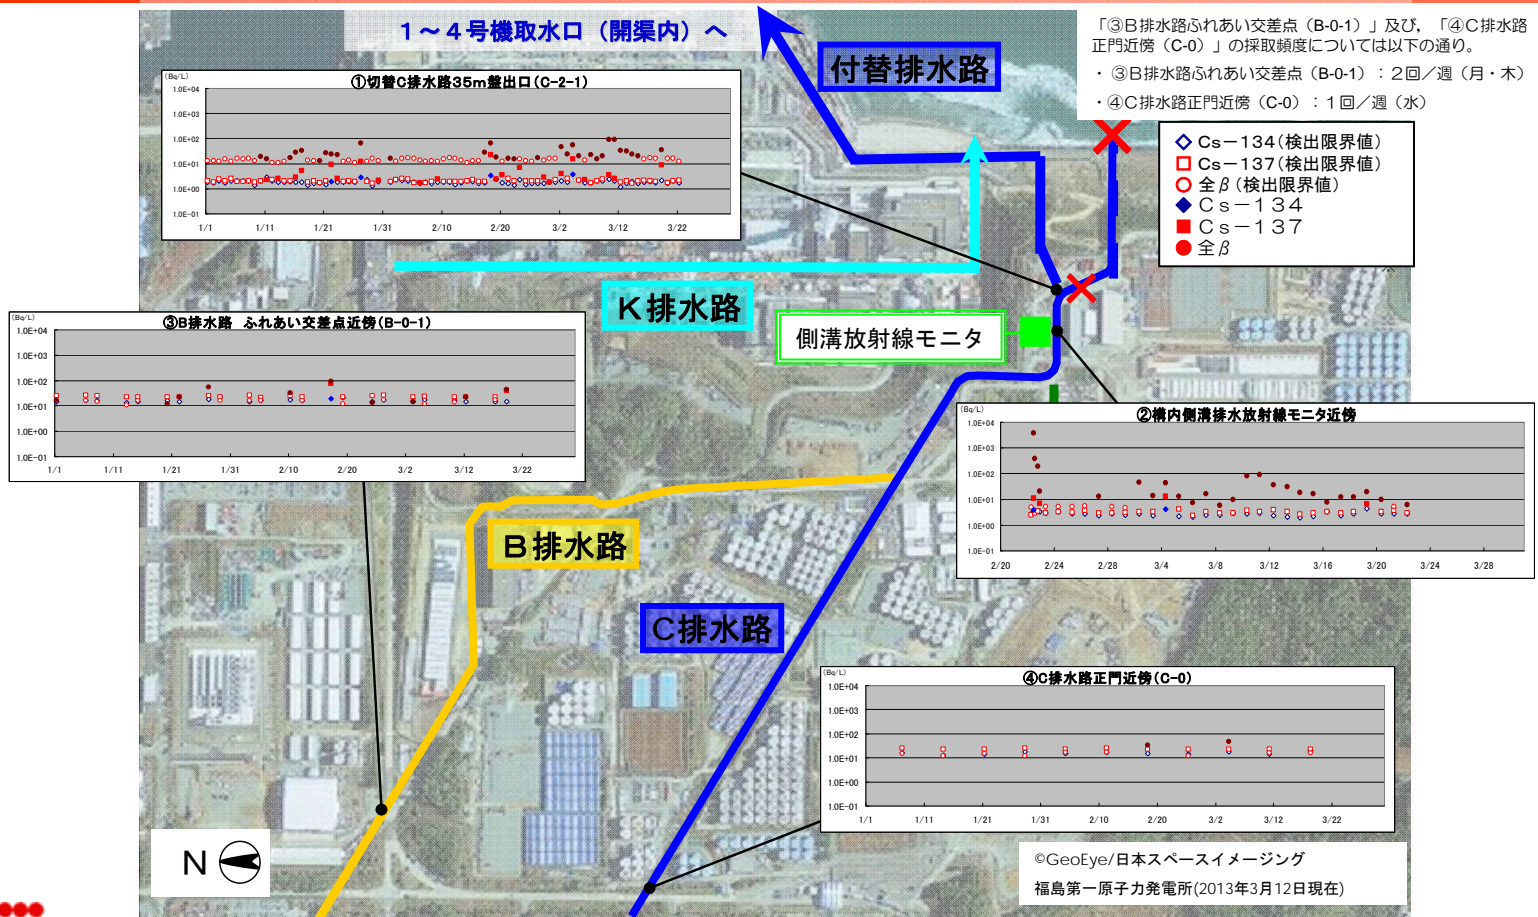 1～4号機取水口（開渠内）へ
付替排水路
「③B排水路ふれあい交差点（B-0-1）」及び，「④C排水路
正門近傍（C-0）」の採取頻度については以下の通り。
・ ③B排水路ふれあい交差点（B-0-1）：２回／週（月・木）
・④C排水路正門近傍（C-0）：１回／週（水）
Cs－134(検出限界値)
Cs－137(検出限界値)
全β(検出限界値)
Ｃｓ－１３４
Ｃｓ－１３７
全β
(Bq/L)
①切替C排水路35m盤出口(C-2-1)
1.0E+04
1.0E+03
1.0E+02
1.0E+01
1.0E+00
1.0E-01
1/1 1/11 1/21 1/31 2/10 2/20 3/2 3/12 3/22
K排水路
側溝放射線モニタ
(Bq/L)
③B排水路 ふれあい交差点近傍(B-0-1)
1.0E+04
1.0E+03
1.0E+02
1.0E+01
1.0E+00
1.0E-01
1/1 1/11 1/21 1/31 2/10 2/20 3/2 3/12 3/22
(Bq/L)
②構内側溝排水放射線モニタ近傍
1.0E+04
1.0E+03
1.0E+02
1.0E+01
1.0E+00
1.0E-01
2/20 2/24 2/28 3/4 3/8 3/12 3/16 3/20 3/24 3/28
B排水路
C排水路
(Bq/L)
④C排水路正門近傍(C-0)
1.0E+04
1.0E+03
1.0E+02
1.0E+01
1.0E+00
1.0E-01
1/1 1/11 1/21 1/31 2/10 2/20 3/2 3/12 3/22
N
©GeoEye/日本スペースイメージング
福島第一原子力発電所(2013年3月12日現在)